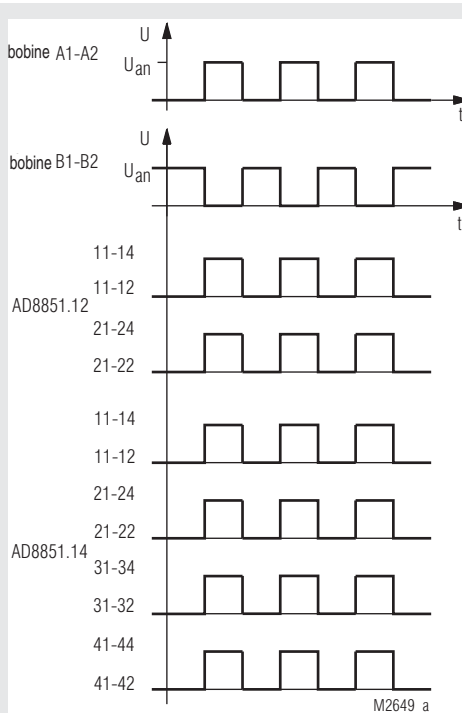 U
bobine A1-A2
Uan
t
U
bobine B1-B2
Uan
t
11-14
11-12
AD8851.12
21-24
21-22
11-14
11-12
21-24
21-22
AD8851.14
31-34
31-32
41-44
41-42
M2649_a